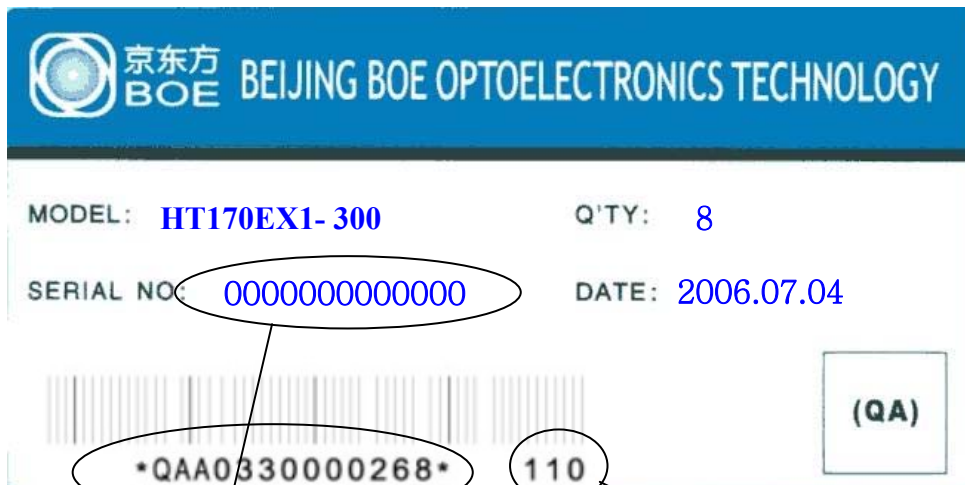 京东方
BOE BEIJING BOE OPTOELECTRONICS TECHNOLOGY
MODEL: HT170EX1- 300 Q'TY: 8
SERIAL NO: 0000000000000 DATE: 2006.07.04
(QA)
*QAA0330000268* 110